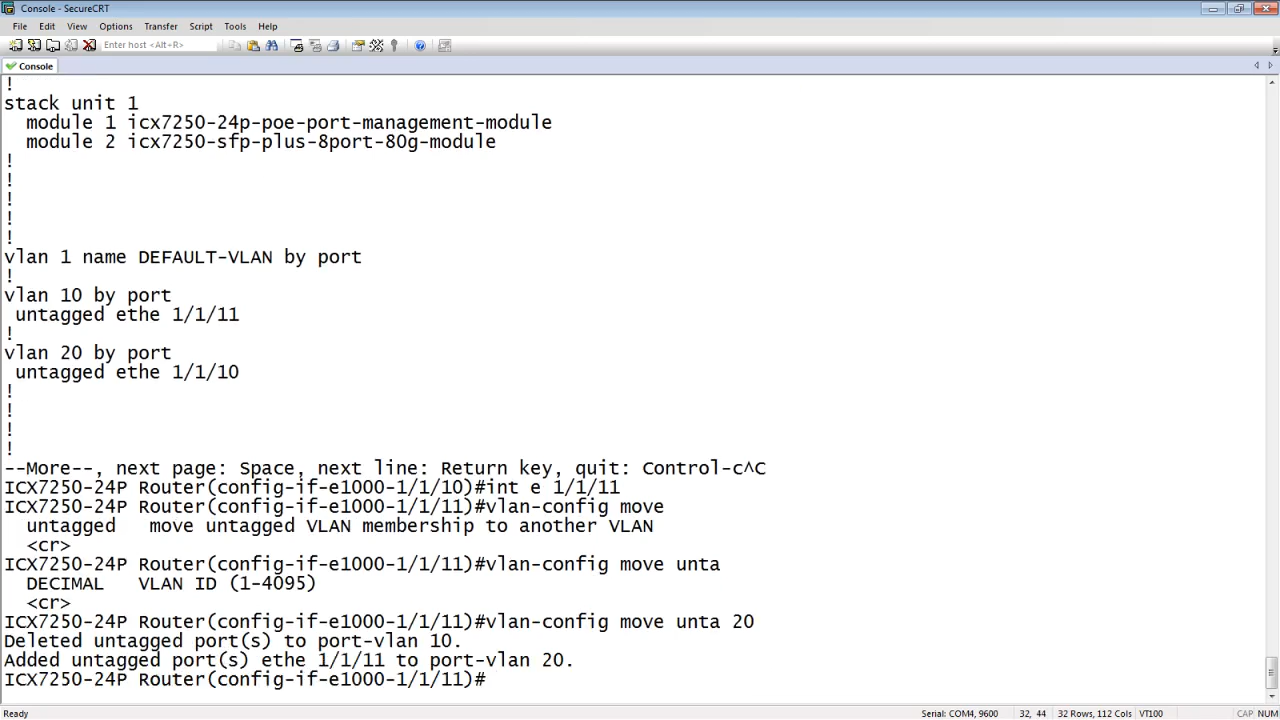 Console - SecureCRT
File Edit View Options Transfer Script Tools Help
Enter host <Alt+R>
Console
!
stack unit 1
module 1 icx7250-24p-poe-port-management-module
module 2 icx7250-sfp-plus-8port-80g-module
!
!
!
!
!
vlan 1 name DEFAULT-VLAN by port
!
vlan 10 by port
untagged ethe 1/1/11
!
vlan 20 by port
untagged ethe 1/1/10
!
!
!
!
--More--, next page: Space, next line: Return key, quit: Control-c^C
ICX7250-24P Router(config-if-e1000-1/1/10)#int e 1/1/11
ICX7250-24P Router(config-if-e1000-1/1/11)#vlan-config move
untagged move untagged VLAN membership to another VLAN
<cr>
ICX7250-24P Router(config-if-e1000-1/1/11)#vlan-config move unta
DECIMAL VLAN ID (1-4095)
<cr>
ICX7250-24P Router(config-if-e1000-1/1/11)#vlan-config move unta 20
Deleted untagged port(s) to port-vlan 10.
Added untagged port(s) ethe 1/1/11 to port-vlan 20.
ICX7250-24P Router(config-if-e1000-1/1/11)#
Ready Serial: COM4, 9600 32, 44 32 Rows, 112 Cols VT100 CAP NUM